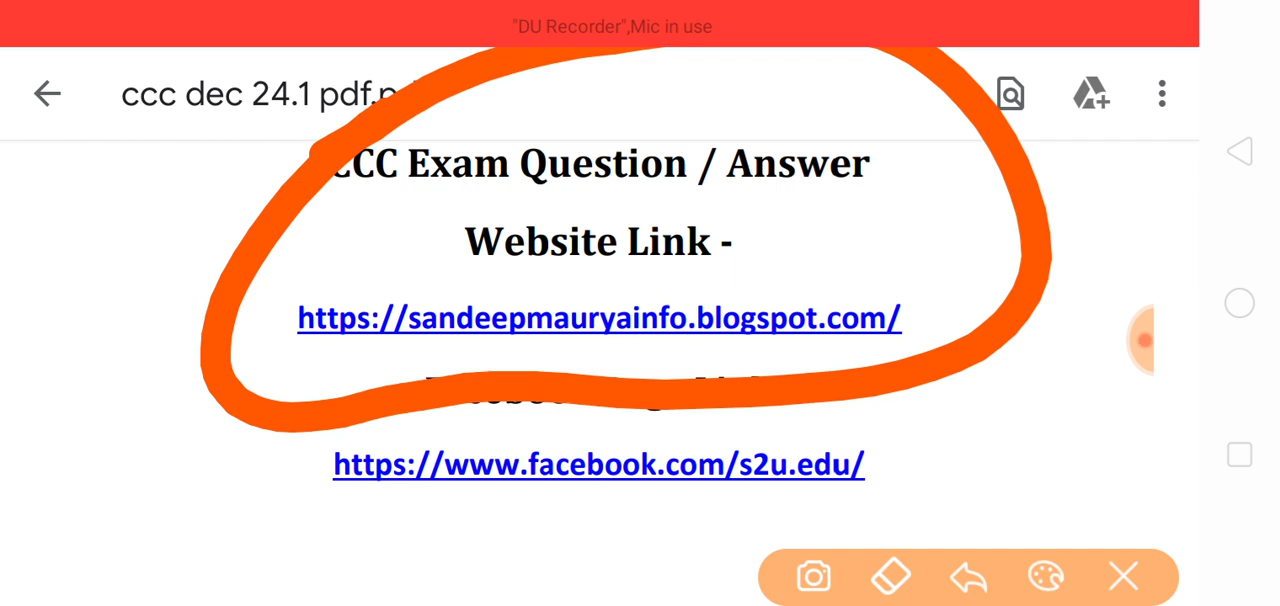 "DU Recorder",Mic in use
ccc dec 24.1 pdf.p
CCC Exam Question / Answer
Website Link -
https://sandeepmauryainfo.blogspot.com/
https://www.facebook.com/s2u.edu/